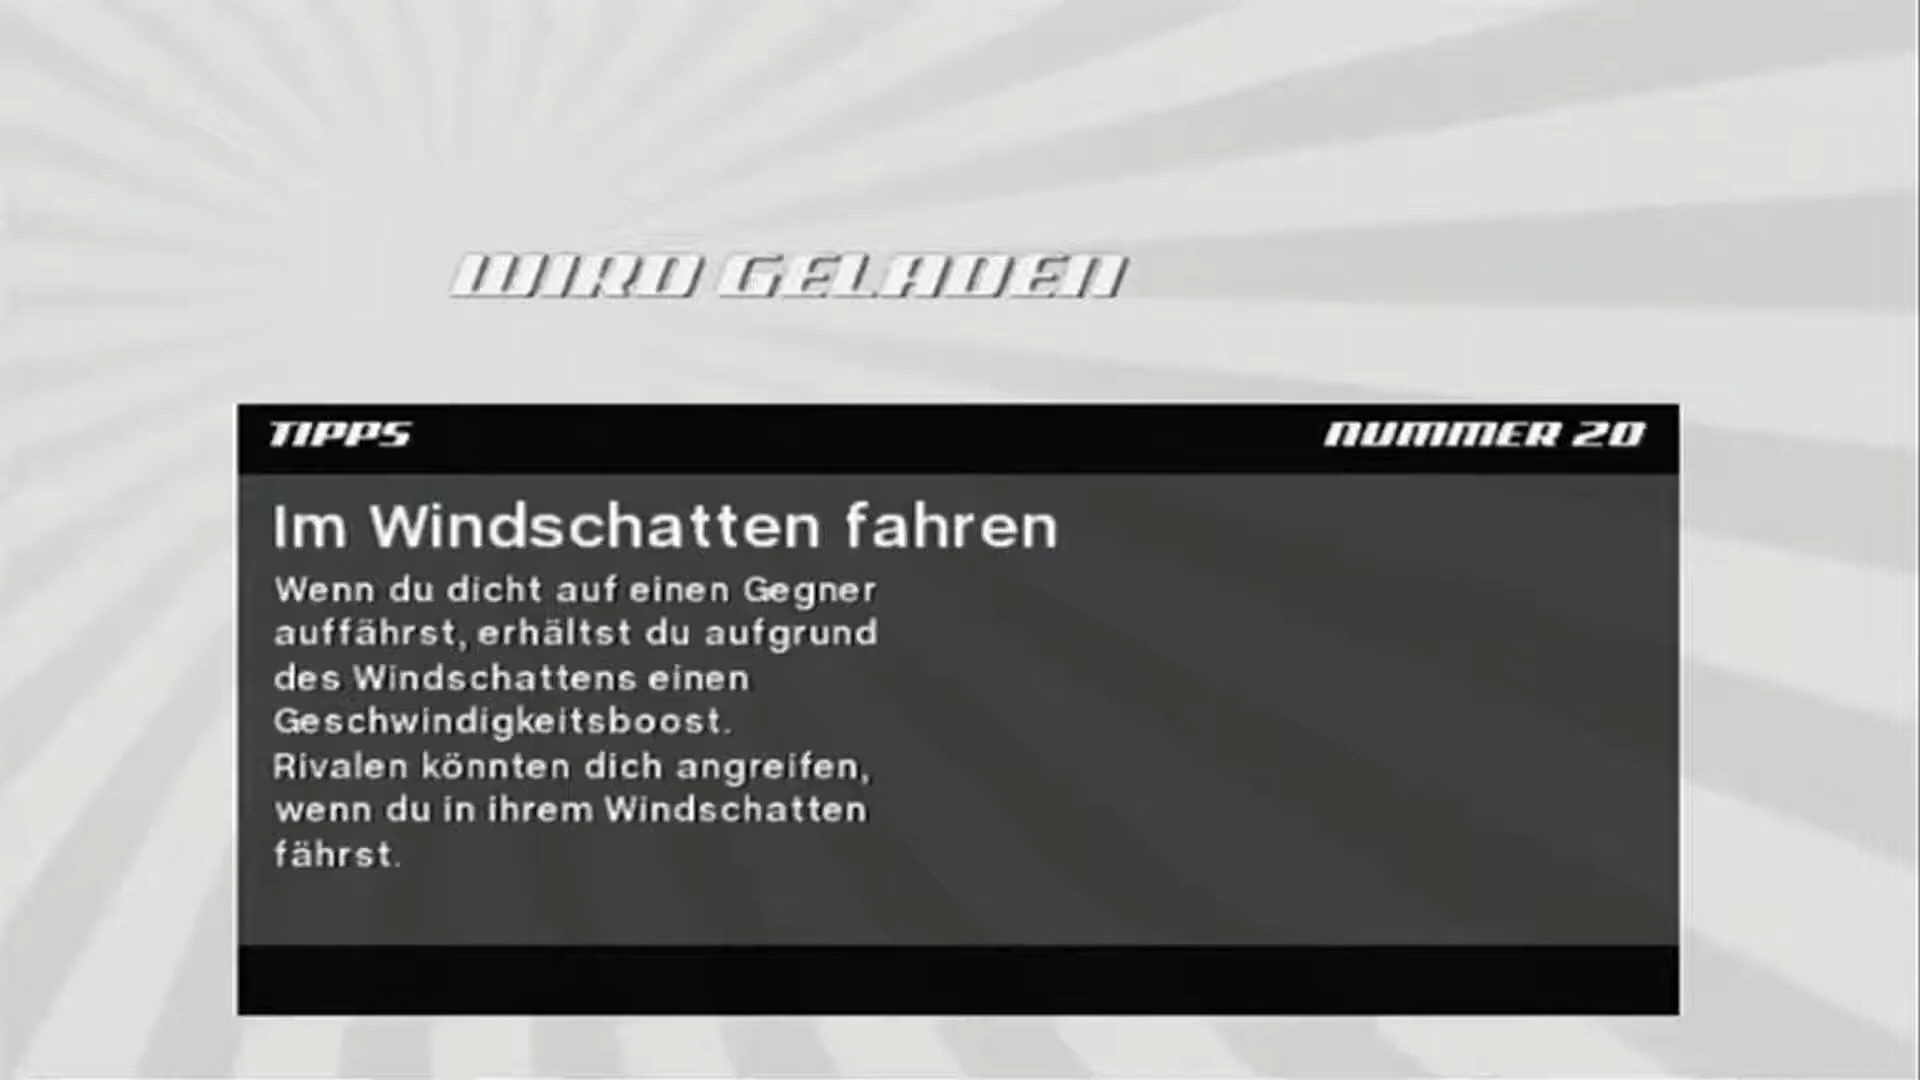 WIRD GELADEN
TIPPS
NUMMER 20
Im Windschatten fahren
Wenn du dicht auf einen Gegner
auffährst, erhältst du aufgrund
des Windschattens einen
Geschwindigkeitsboost.
Rivalen könnten dich angreifen,
wenn du in ihrem Windschatten
fährst.